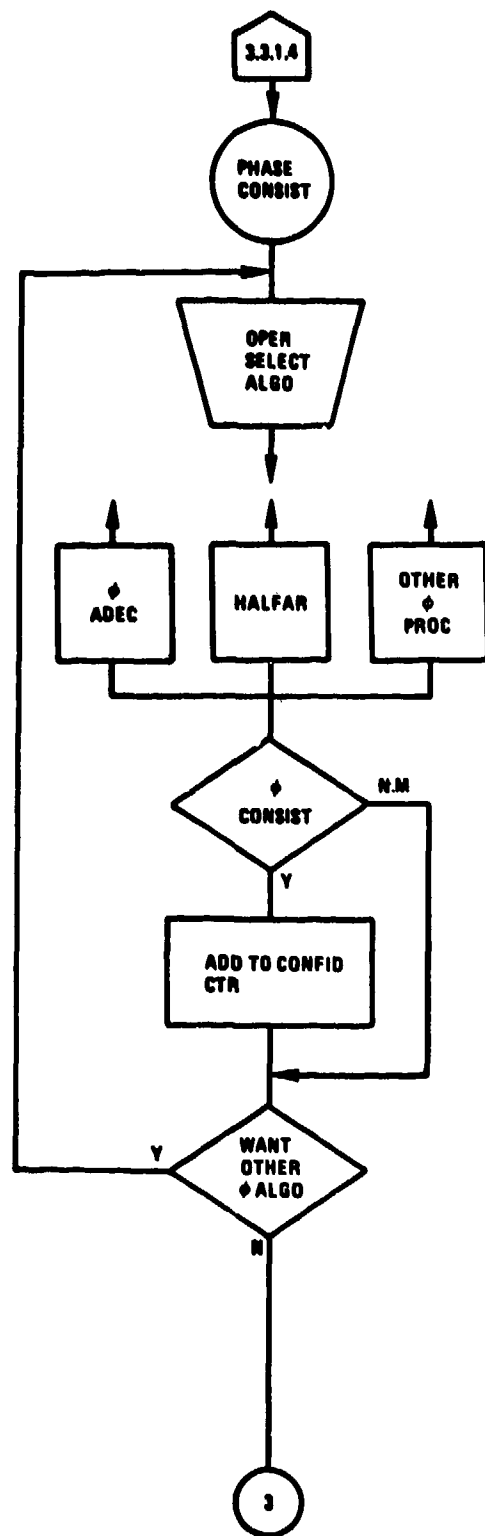 3.3.1.4
PHASE
CONSIST
OPER
SELECT
ALGO
ϕ
ADEC
HALFAR
OTHER
ϕ
PROC
ϕ
CONSIST
N.M
Y
ADD TO CONFID
CTR
Y
WANT
OTHER
ϕ ALGO
N
3